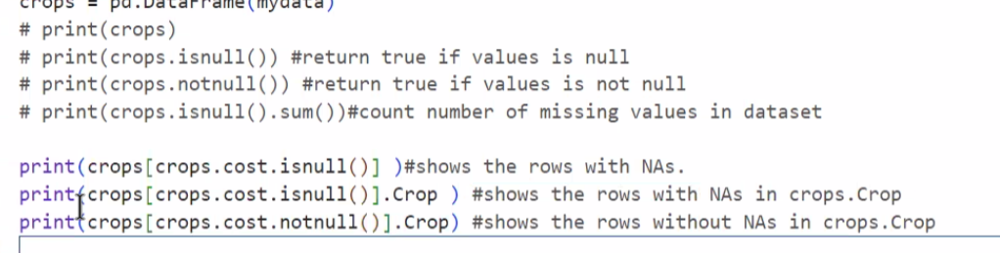 crops = pd.DataFrame(mydata)
# print(crops)
# print(crops.isnull()) #return true if values is null
# print(crops.notnull()) #return true if values is not null
# print(crops.isnull().sum())#count number of missing values in dataset
print(crops[crops.cost.isnull()] )#shows the rows with NAs.
print(crops[crops.cost.isnull()].Crop ) #shows the rows with NAs in crops.Crop
print(crops[crops.cost.notnull()].Crop) #shows the rows without NAs in crops.Crop